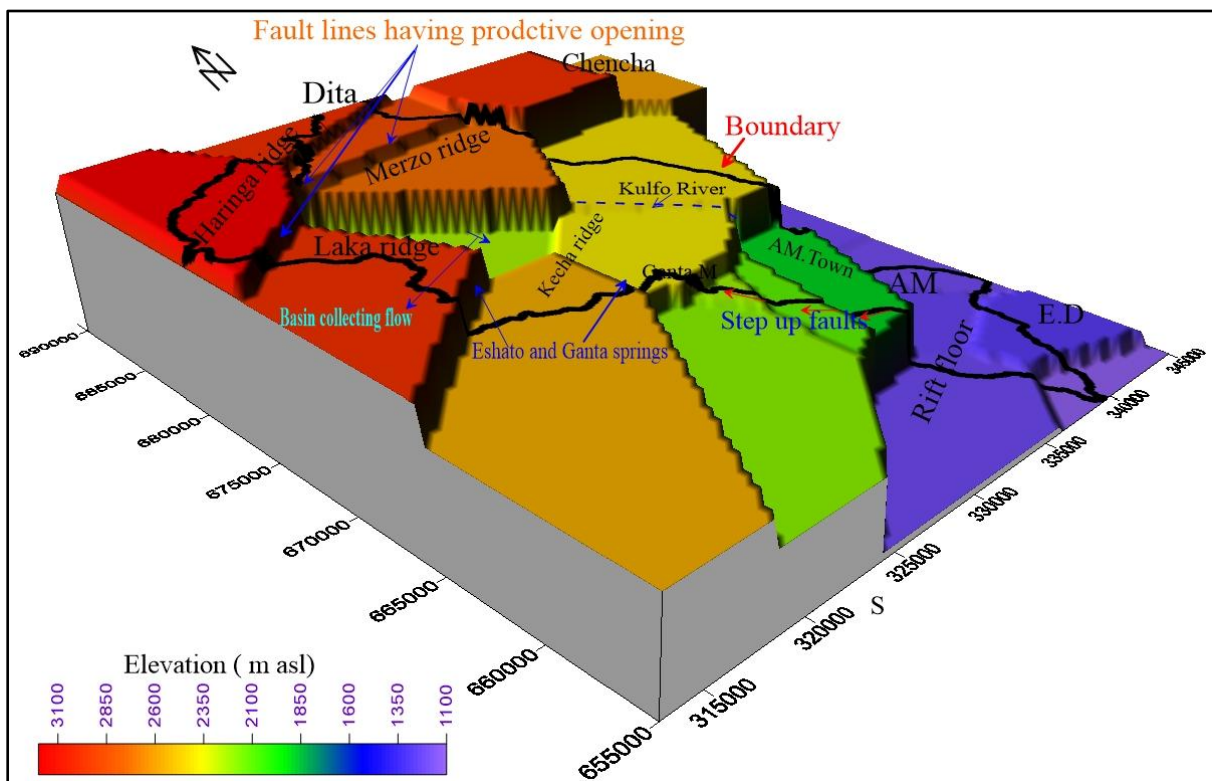 Fault lines having prodctive opening
Chencha
N
Dita
Boundary
Haringa ridge
Merzo ridge
Kulfo River
Laka ridge
Kecha ridge
Ganta M
AM.Town
AM
E.D
Basin collecting flow
Step up faults
Eshato and Ganta springs
Rift floor
690000
685000
680000
675000
670000
665000
660000
655000
315000
320000
325000
330000
335000
340000
345000
S
Elevation ( m asl)
3100
2850
2600
2350
2100
1850
1600
1350
1100